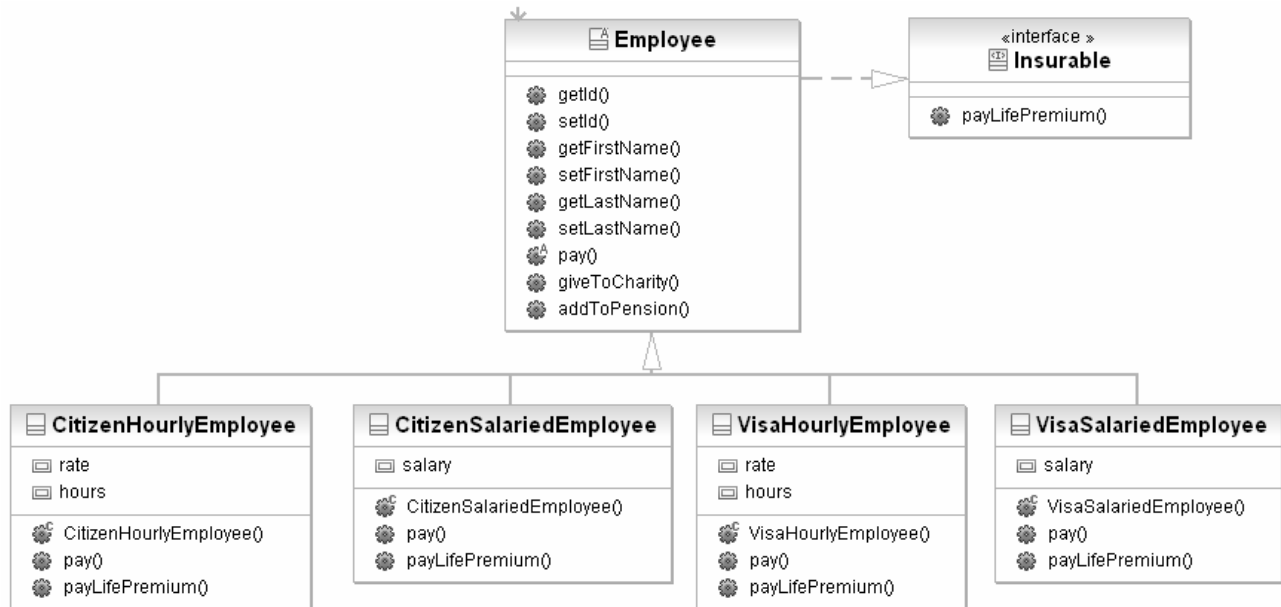 Employee
getId()
setId()
getFirstName()
setFirstName()
getLastName()
setLastName()
pay()
giveToCharity()
addToPension()
«interface »
Insurable
payLifePremium()
CitizenHourlyEmployee
rate
hours
CitizenHourlyEmployee()
pay()
payLifePremium()
CitizenSalariedEmployee
salary
CitizenSalariedEmployee()
pay()
payLifePremium()
VisaHourlyEmployee
rate
hours
VisaHourlyEmployee()
pay()
payLifePremium()
VisaSalariedEmployee
salary
VisaSalariedEmployee()
pay()
payLifePremium()